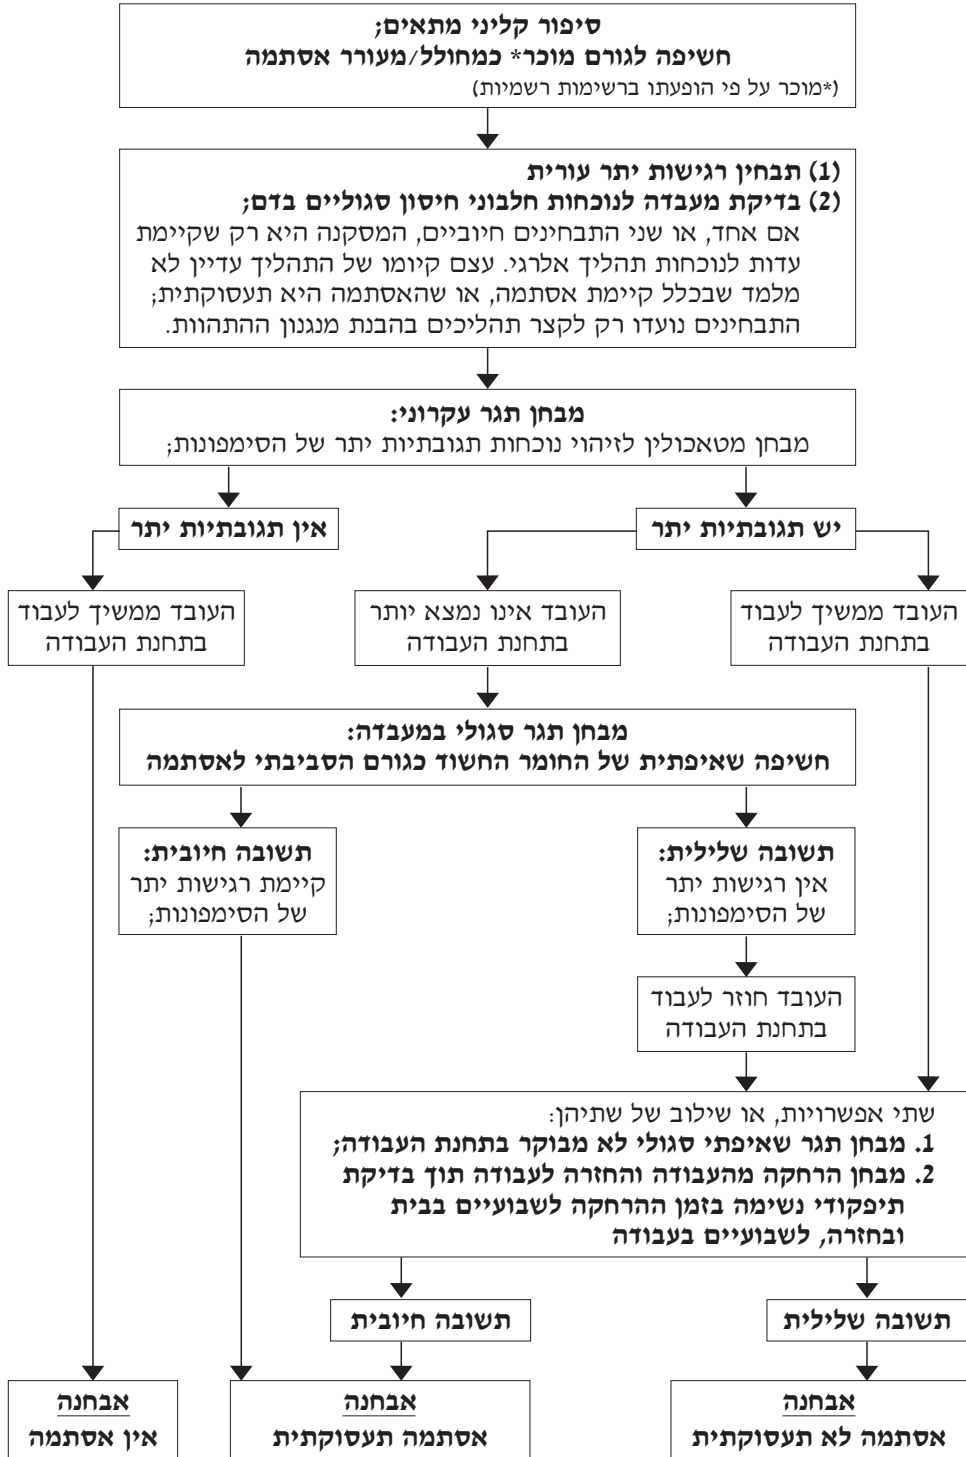 סיפור קליני מתאים;
חשיפה לגורם מוכר* כמחולל/מעורר אסתמה
(*מוכר על פי הופעתו ברשימות רשמיות)
(1) תבחין רגישות יתר עורית
(2) בדיקת מעבדה לנוכחות חלבוני חיסון סגוליים בדם;
אם אחד, או שני התבחינים חיוביים, המסקנה היא רק שקיימת
עדות לנוכחות תהליך אלרגי. עצם קיומו של התהליך עדיין לא
מלמד שבכלל קיימת אסתמה, או שהאסתמה היא תעסוקתית;
התבחינים נועדו רק לקצר תהליכים בהבנת מנגנון ההתהוות.
מבחן תגר עקרוני:
מבחן מטאכולין לזיהוי נוכחות תגובתיות יתר של הסימפונות;
יש תגובתיות יתר
אין תגובתיות יתר
העובד ממשיך לעבוד
בתחנת העבודה
העובד אינו נמצא יותר
בתחנת העבודה
העובד ממשיך לעבוד
בתחנת העבודה
מבחן תגר סגולי במעבדה:
חשיפה שאיפתית של החומר החשוד כגורם הסביבתי לאסתמה
תשובה שלילית:
אין רגישות יתר
של הסימפונות;
תשובה חיובית:
קיימת רגישות יתר
של הסימפונות;
העובד חוזר לעבוד
בתחנת העבודה
שתי אפשרויות, או שילוב של שתיהן:
1. מבחן תגר שאיפתי סגולי לא מבוקר בתחנת העבודה;
2. מבחן הרחקה מהעבודה והחזרה לעבודה תוך בדיקת
תיפקודי נשימה בזמן ההרחקה לשבועיים בבית
ובחזרה, לשבועיים בעבודה
תשובה שלילית
תשובה חיובית
אבחנה
אסתמה לא תעסוקתית
אבחנה
אסתמה תעסוקתית
אבחנה
אין אסתמה